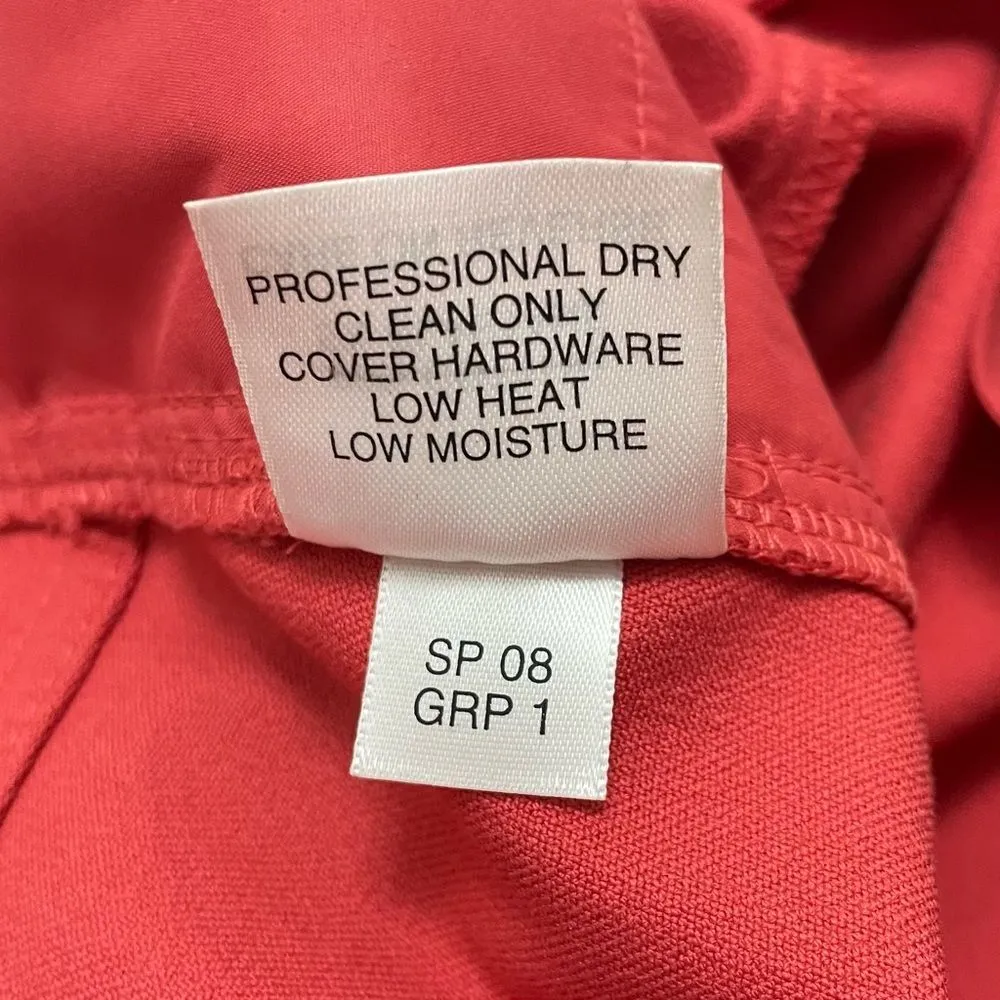 PROFESSIONAL DRY
CLEAN ONLY
COVER HARDWARE
LOW HEAT
LOW MOISTURE
SP 08
GRP 1